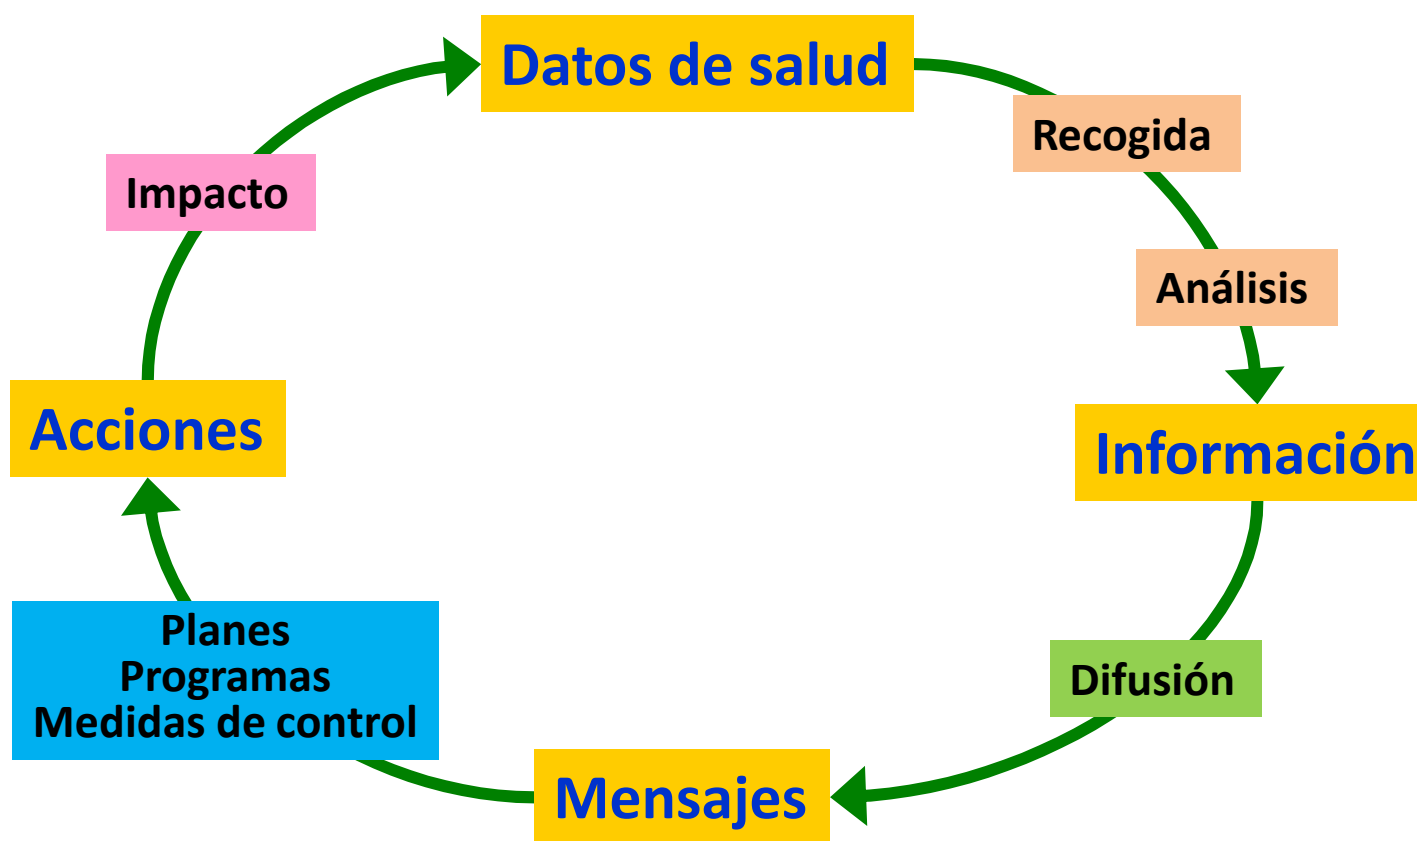 Datos de salud
Recogida
Análisis
Información
Difusión
Mensajes
Planes
Programas
Medidas de control
Acciones
Impacto